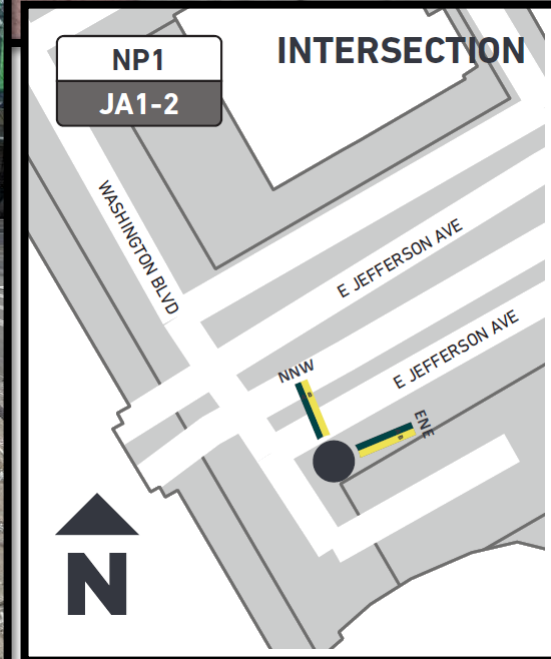 NP1
INTERSECTION
JA1-2
WASHINGTON BLVD
E JEFFERSON AVE
E JEFFERSON AVE
NNW
ENE
N